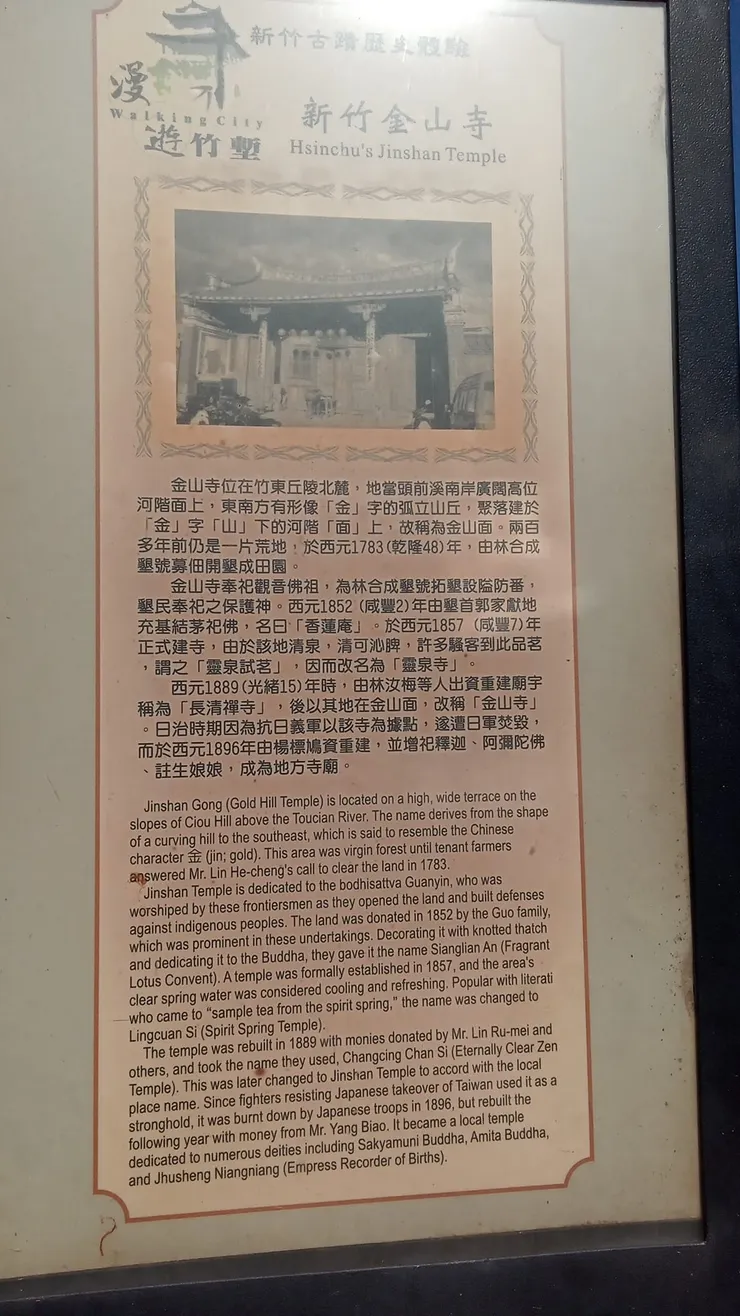 新竹古蹟歷史體驗
漫
Walking City
遊竹塹
新竹金山寺
Hsinchu's Jinshan Temple
金山寺位在竹東丘陵北麓，地當頭前溪南岸廣闊高位
河階面上，東南方有形像「金」字的弧立山丘，聚落建於
「金」字「山」下的河階「面」上，故稱為金山面。兩百
多年前仍是一片荒地，於西元1783(乾隆48)年，由林合成
墾號募佃開墾成田園。
金山寺奉祀觀音佛祖，為林合成墾號拓墾設隘防番，
墾民奉祀之保護神。西元1852 (咸豐2)年由墾首郭家獻地
充基結茅祀佛，名曰「香蓮庵」。於西元1857 (咸豐7)年
正式建寺，由於該地清泉，清可沁脾，許多騷客到此品茗
，謂之「靈泉試茗」，因而改名為「靈泉寺」。
西元1889(光緒15)年時，由林汝梅等人出資重建廟宇
稱為「長清禪寺」，後以其地在金山面，改稱「金山寺」
。日治時期因為抗日義軍以該寺為據點，遂遭日軍焚毀，
而於西元1896年由楊標鳩資重建，並增祀釋迦、阿彌陀佛
、註生娘娘，成為地方寺廟。
Jinshan Gong (Gold Hill Temple) is located on a high, wide terrace on the
slopes of Ciou Hill above the Toucian River. The name derives from the shape
of a curving hill to the southeast, which is said to resemble the Chinese
character 金 (jin; gold). This area was virgin forest until tenant farmers
answered Mr. Lin He-cheng's call to clear the land in 1783.
Jinshan Temple is dedicated to the bodhisattva Guanyin, who was
worshiped by these frontiersmen as they opened the land and built defenses
against indigenous peoples. The land was donated in 1852 by the Guo family,
which was prominent in these undertakings. Decorating it with knotted thatch
and dedicating it to the Buddha, they gave it the name Sianglian An (Fragrant
Lotus Convent). A temple was formally established in 1857, and the area's
clear spring water was considered cooling and refreshing. Popular with literati
who came to "sample tea from the spirit spring," the name was changed to
Lingcuan Si (Spirit Spring Temple).
The temple was rebuilt in 1889 with monies donated by Mr. Lin Ru-mei and
others, and took the name they used, Changcing Chan Si (Eternally Clear Zen
Temple). This was later changed to Jinshan Temple to accord with the local
place name. Since fighters resisting Japanese takeover of Taiwan used it as a
stronghold, it was burnt down by Japanese troops in 1896, but rebuilt the
following year with money from Mr. Yang Biao. It became a local temple
dedicated to numerous deities including Sakyamuni Buddha, Amita Buddha,
and Jhusheng Niangniang (Empress Recorder of Births).